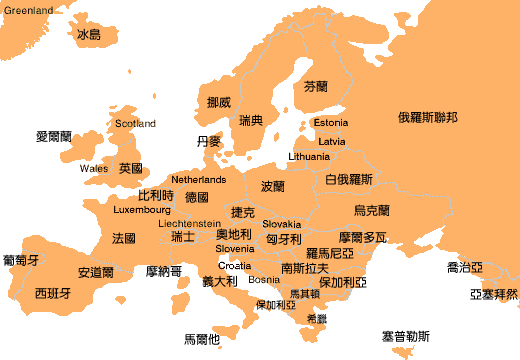 Greenland
冰島
芬蘭
挪威
瑞典
俄羅斯聯邦
Estonia
Scotland
愛爾蘭
丹麥
Latvia
Lithuania
Wales
英國
Netherlands
白俄羅斯
波蘭
比利時
德國
Luxembourg
捷克
烏克蘭
Liechtenstein
Slovakia
法國
瑞士
奧地利
匈牙利
摩爾多瓦
Slovenia
羅馬尼亞
葡萄牙
安道爾
摩納哥
Croatia
南斯拉夫
喬治亞
義大利
Bosnia
保加利亞
西班牙
馬其頓
亞塞拜然
保加利亞
希臘
馬爾他
塞普勒斯